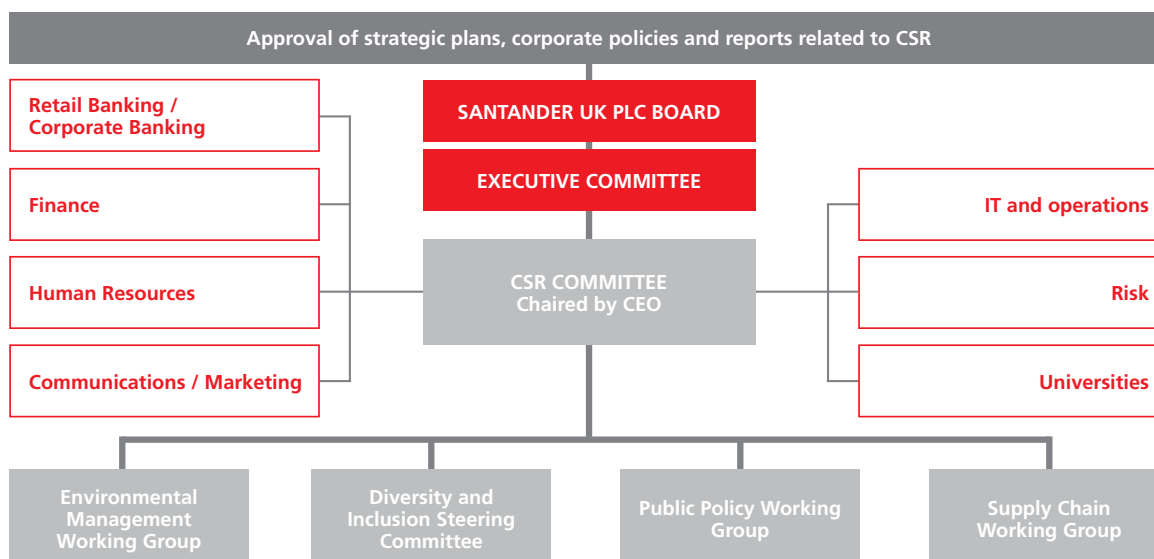 Approval of strategic plans, corporate policies and reports related to CSR
Retail Banking /
Corporate Banking
Finance
Human Resources
Communications / Marketing
SANTANDER UK PLC BOARD
EXECUTIVE COMMITTEE
CSR COMMITTEE
Chaired by CEO
IT and operations
Risk
Universities
Environmental
Management
Working Group
Diversity and
Inclusion Steering
Committee
Public Policy Working
Group
Supply Chain
Working Group